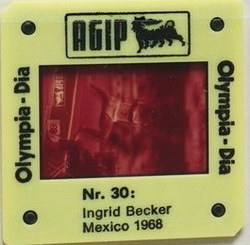 AGIP
Olympia-Dia
Olympia-Dia
Nr. 30:
Ingrid Becker
Mexico 1968